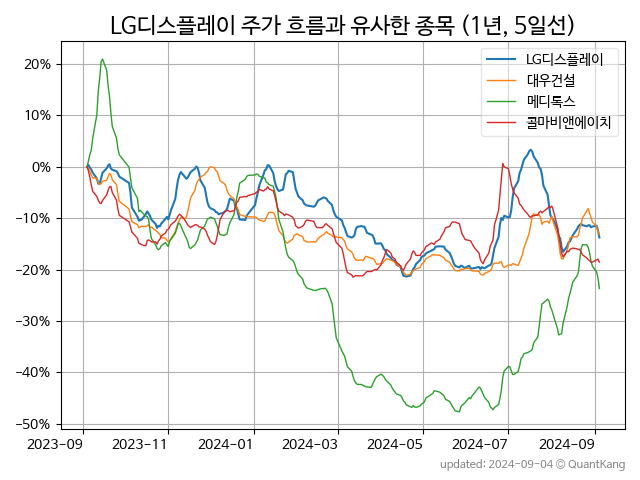 LG디스플레이 주가 흐름과 유사한 종목 (1년, 5일선)
LG디스플레이
대우건설
메디톡스
콜마비앤에이치
20%
10%
0%
−10%
−20%
−30%
−40%
−50%
2023-09
2023-11
2024-01
2024-03
2024-05
2024-07
2024-09
updated: 2024-09-04 © QuantKang